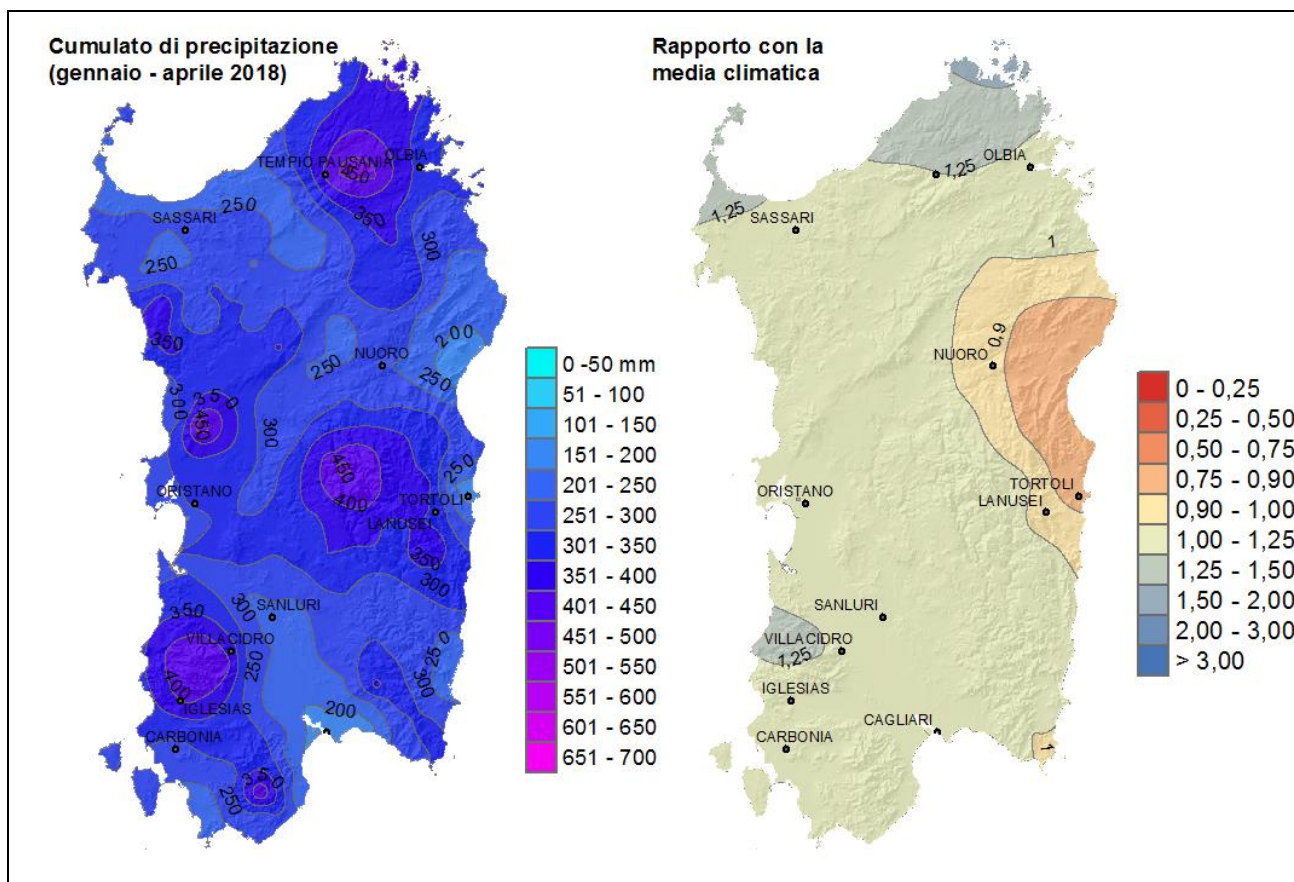 Cumulato di precipitazione
(gennaio - aprile 2018)
TEMPIO PAUSANIA
OLBIA
450
350
250
SASSARI
300
250
350
200
NUORO
250
250
300
350
450
300
250
450
ORISTANO
400
TORTOLI
LANUSEI
350
300
350
300
SANLURI
VILLACIDRO
250
250
300
400
IGLESIAS
200
CARBONIA
350
250
0 -50 mm
51 - 100
101 - 150
151 - 200
201 - 250
251 - 300
301 - 350
351 - 400
401 - 450
451 - 500
501 - 550
551 - 600
601 - 650
651 - 700
Rapporto con la
media climatica
1,25
OLBIA
1,25
SASSARI
1
0,9
NUORO
ORISTANO
TORTOLI
LANUSEI
SANLURI
VILLACIDRO
1,25
IGLESIAS
CAGLIARI
CARBONIA
1
0 - 0,25
0,25 - 0,50
0,50 - 0,75
0,75 - 0,90
0,90 - 1,00
1,00 - 1,25
1,25 - 1,50
1,50 - 2,00
2,00 - 3,00
> 3,00